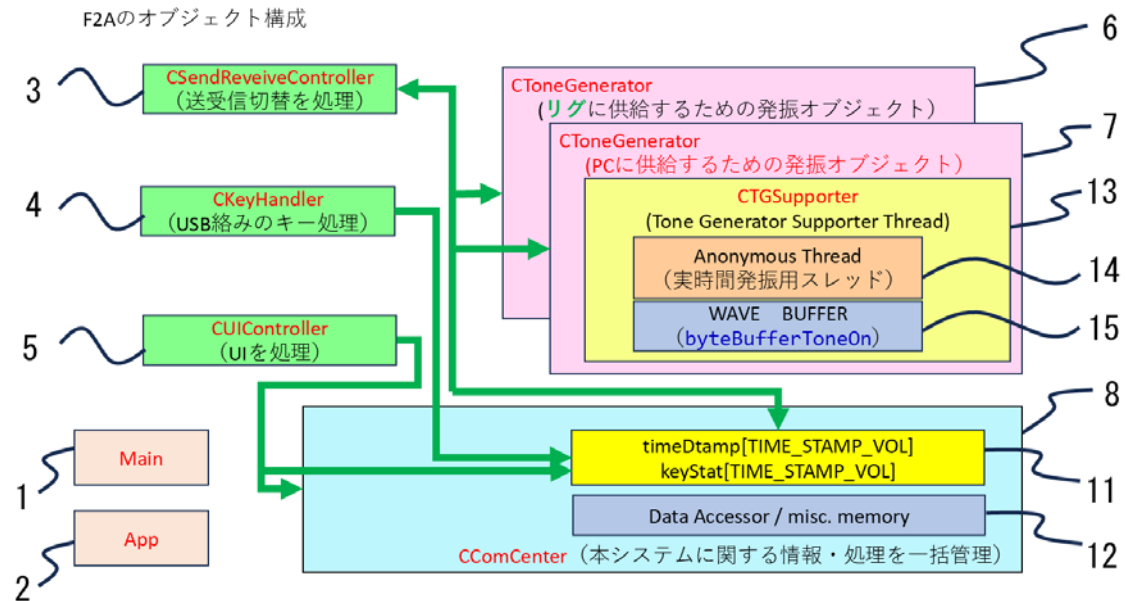 F2Aのオブジェクト構成
6
3
CSendReveiveController
（送受信切替を処理）
CToneGenerator
(リグに供給するための発振オブジェクト）
7
CToneGenerator
(PCに供給するための発振オブジェクト）
4
CKeyHandler
（USB絡みのキー処理）
CTGSupporter
(Tone Generator Supporter Thread)
13
Anonymous Thread
（実時間発振用スレッド）
14
WAVE BUFFER
（byteBufferToneOn）
15
5
CUIController
（UIを処理）
8
timeDtamp[TIME_STAMP_VOL]
keyStat[TIME_STAMP_VOL]
11
Main
1
Data Accessor / misc. memory
12
App
2
CComCenter（本システムに関する情報・処理を一括管理）